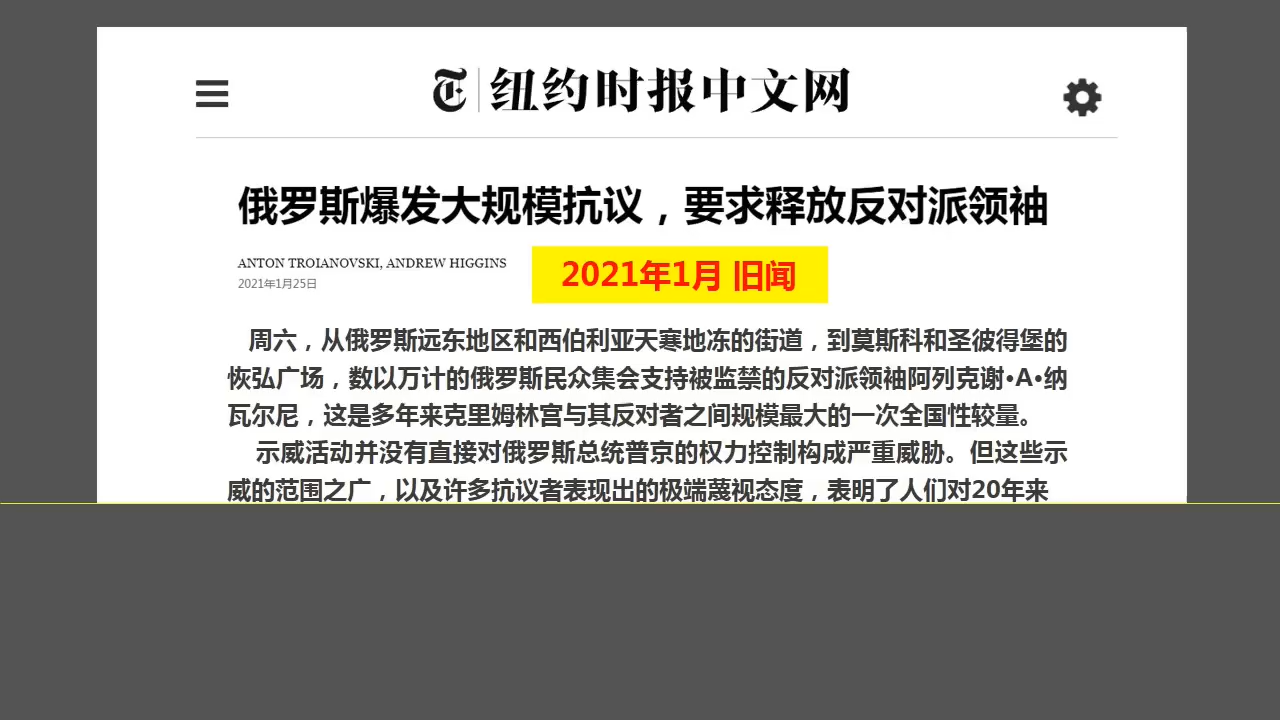 纽约时报中文网
俄罗斯爆发大规模抗议，要求释放反对派领袖
ANTON TROIANOVSKI, ANDREW HIGGINS
2021年1月25日
2021年1月 旧闻
周六，从俄罗斯远东地区和西伯利亚天寒地冻的街道，到莫斯科和圣彼得堡的
恢弘广场，数以万计的俄罗斯民众集会支持被监禁的反对派领袖阿列克谢·A·纳
瓦尔尼，这是多年来克里姆林宫与其反对者之间规模最大的一次全国性较量。
示威活动并没有直接对俄罗斯总统普京的权力控制构成严重威胁。但这些示
威的范围之广，以及许多抗议者表现出的极端蔑视态度，表明了人们对20年来